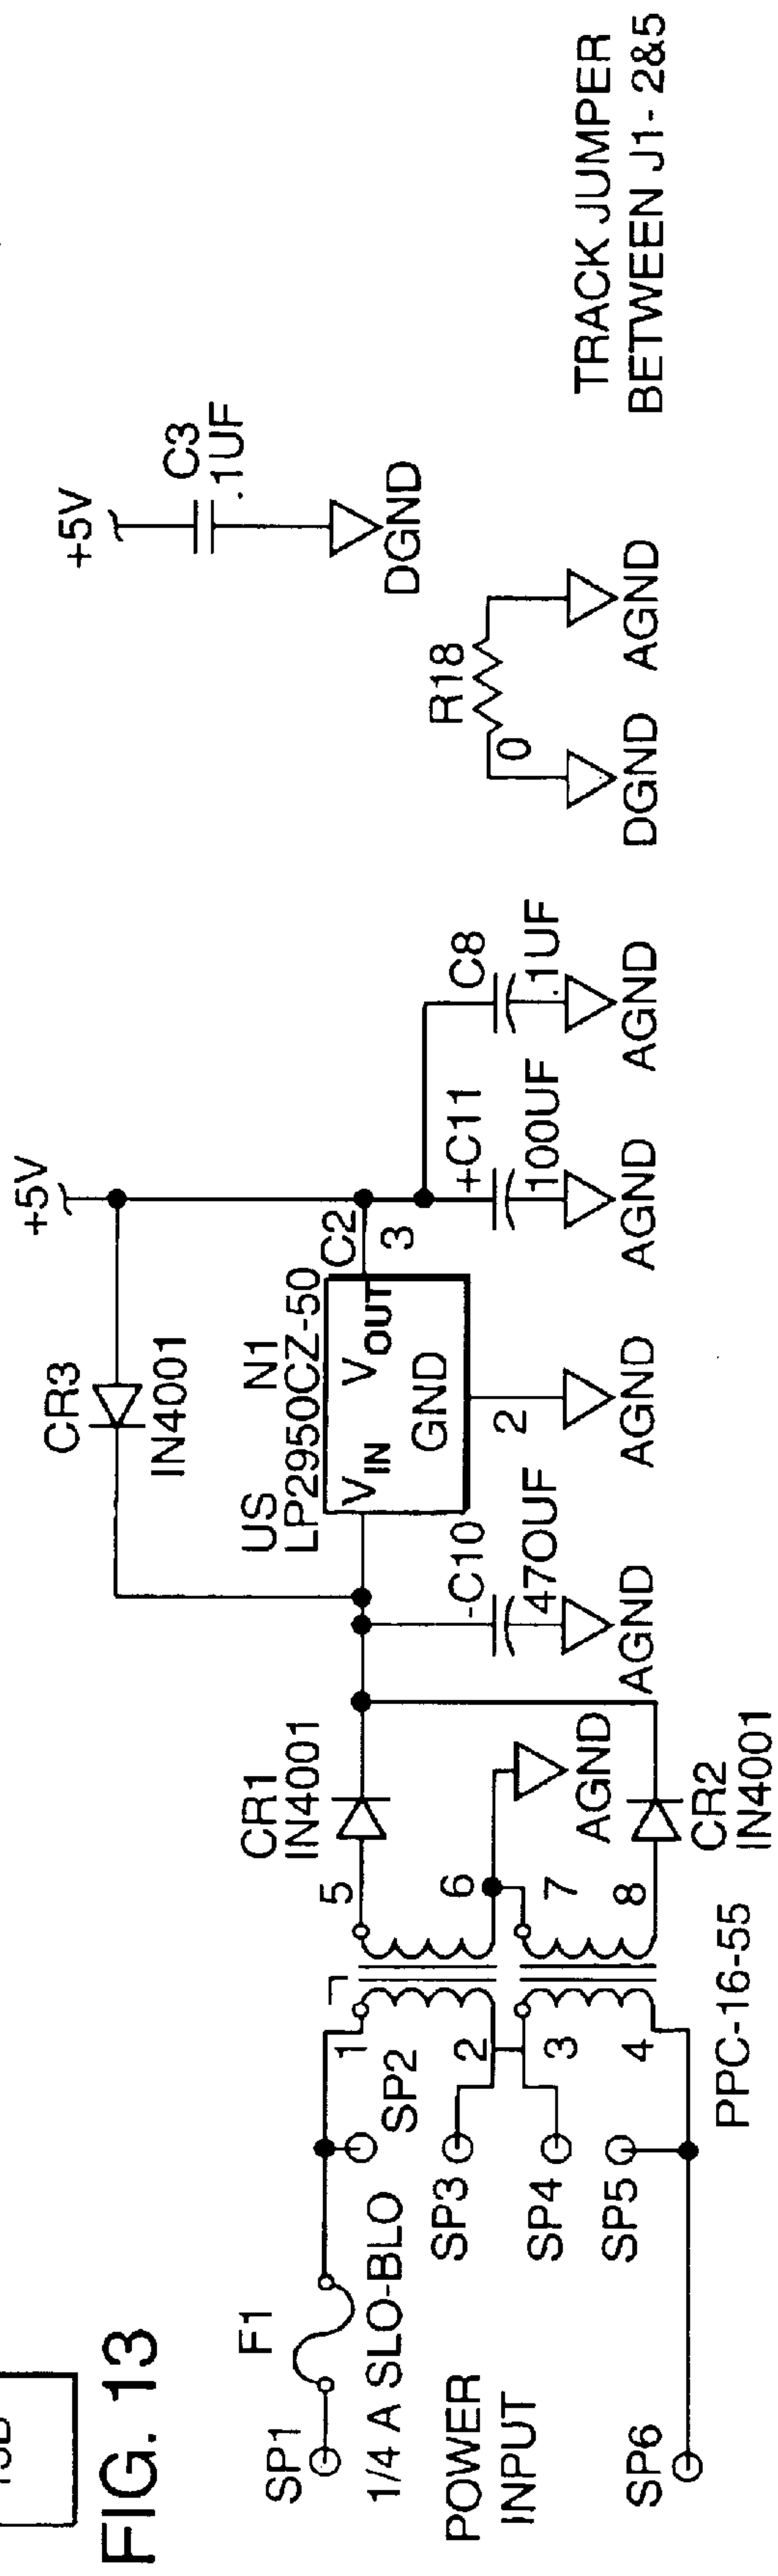 FIG. 13
SP1
F1
1/4 A SLO-BLO
POWER
INPUT
SP6
SP2
SP3
SP4
SP5
1
2
3
4
PPC-16-55
5
6
7
8
CR1
IN4001
AGND
CR2
IN4001
-C10
470UF
AGND
CR3
IN4001
US N1
LP2950CZ-50
VIN VOUT
GND
2
AGND
C2
3
+5V
+C11
100UF
AGND
C8
.1UF
AGND
R18
0
DGND
AGND
+5V
C3
.1UF
DGND
TRACK JUMPER
BETWEEN J1- 2&5